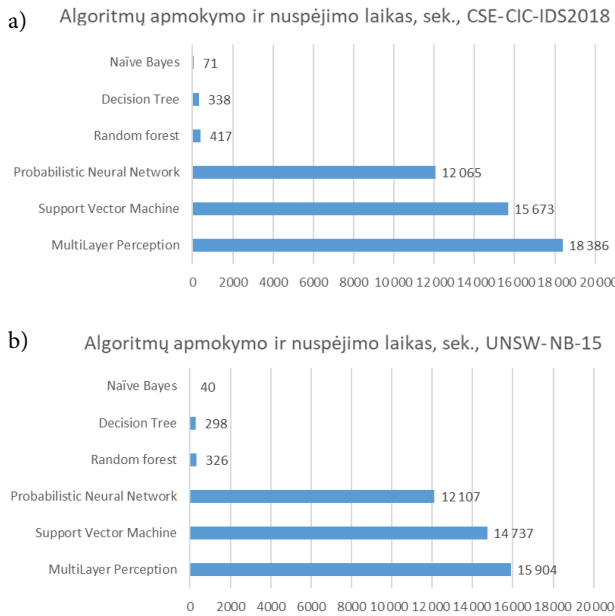 a)
Algoritmų apmokymo ir nuspėjimo laikas, sek., CSE-CIC-IDS2018
Naïve Bayes 71
Decision Tree 338
Random forest 417
Probabilistic Neural Network 12 065
Support Vector Machine 15 673
MultiLayer Perception 18 386
0 2000 4000 6000 8000 10 000 12 000 14 000 16 000 18 000 20 000
b)
Algoritmų apmokymo ir nuspėjimo laikas, sek., UNSW-NB-15
Naïve Bayes 40
Decision Tree 298
Random forest 326
Probabilistic Neural Network 12 107
Support Vector Machine 14 737
MultiLayer Perception 15 904
0 2000 4000 6000 8000 10 000 12 000 14 000 16 000 18 000 20 000